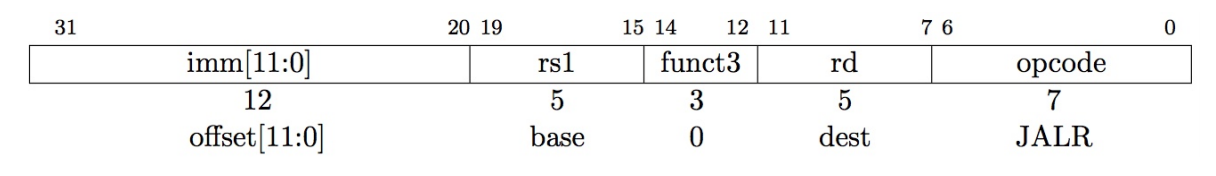 31 20 19 15 14 12 11 7 6 0
imm[11:0] rs1 funct3 rd opcode
12 5 3 5 7
offset[11:0] base 0 dest JALR